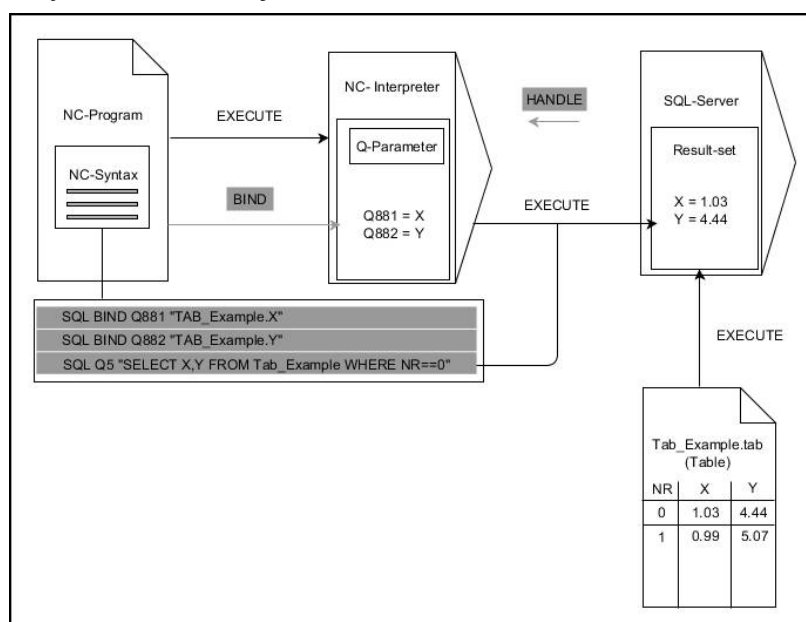 NC-Program
NC-Syntax
EXECUTE
BIND
NC- Interpreter
Q-Parameter
Q881 = X
Q882 = Y
HANDLE
EXECUTE
SQL-Server
Result-set
X = 1.03
Y = 4.44
SQL BIND Q881 "TAB_Example.X"
SQL BIND Q882 "TAB_Example.Y"
SQL Q5 "SELECT X,Y FROM Tab_Example WHERE NR==0"
EXECUTE
Tab_Example.tab
(Table)
NR X Y
0 1.03 4.44
1 0.99 5.07